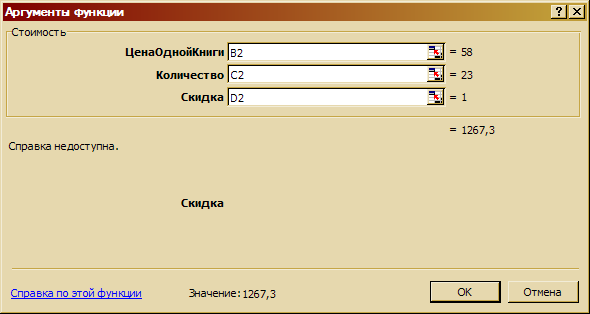 Аргументы функции
Стоимость
ЦенаОднойКниги B2 = 58
Количество C2 = 23
Скидка D2 = 1
= 1267,3
Справка недоступна.
Скидка
Справка по этой функции Значение:1267,3 OK Отмена